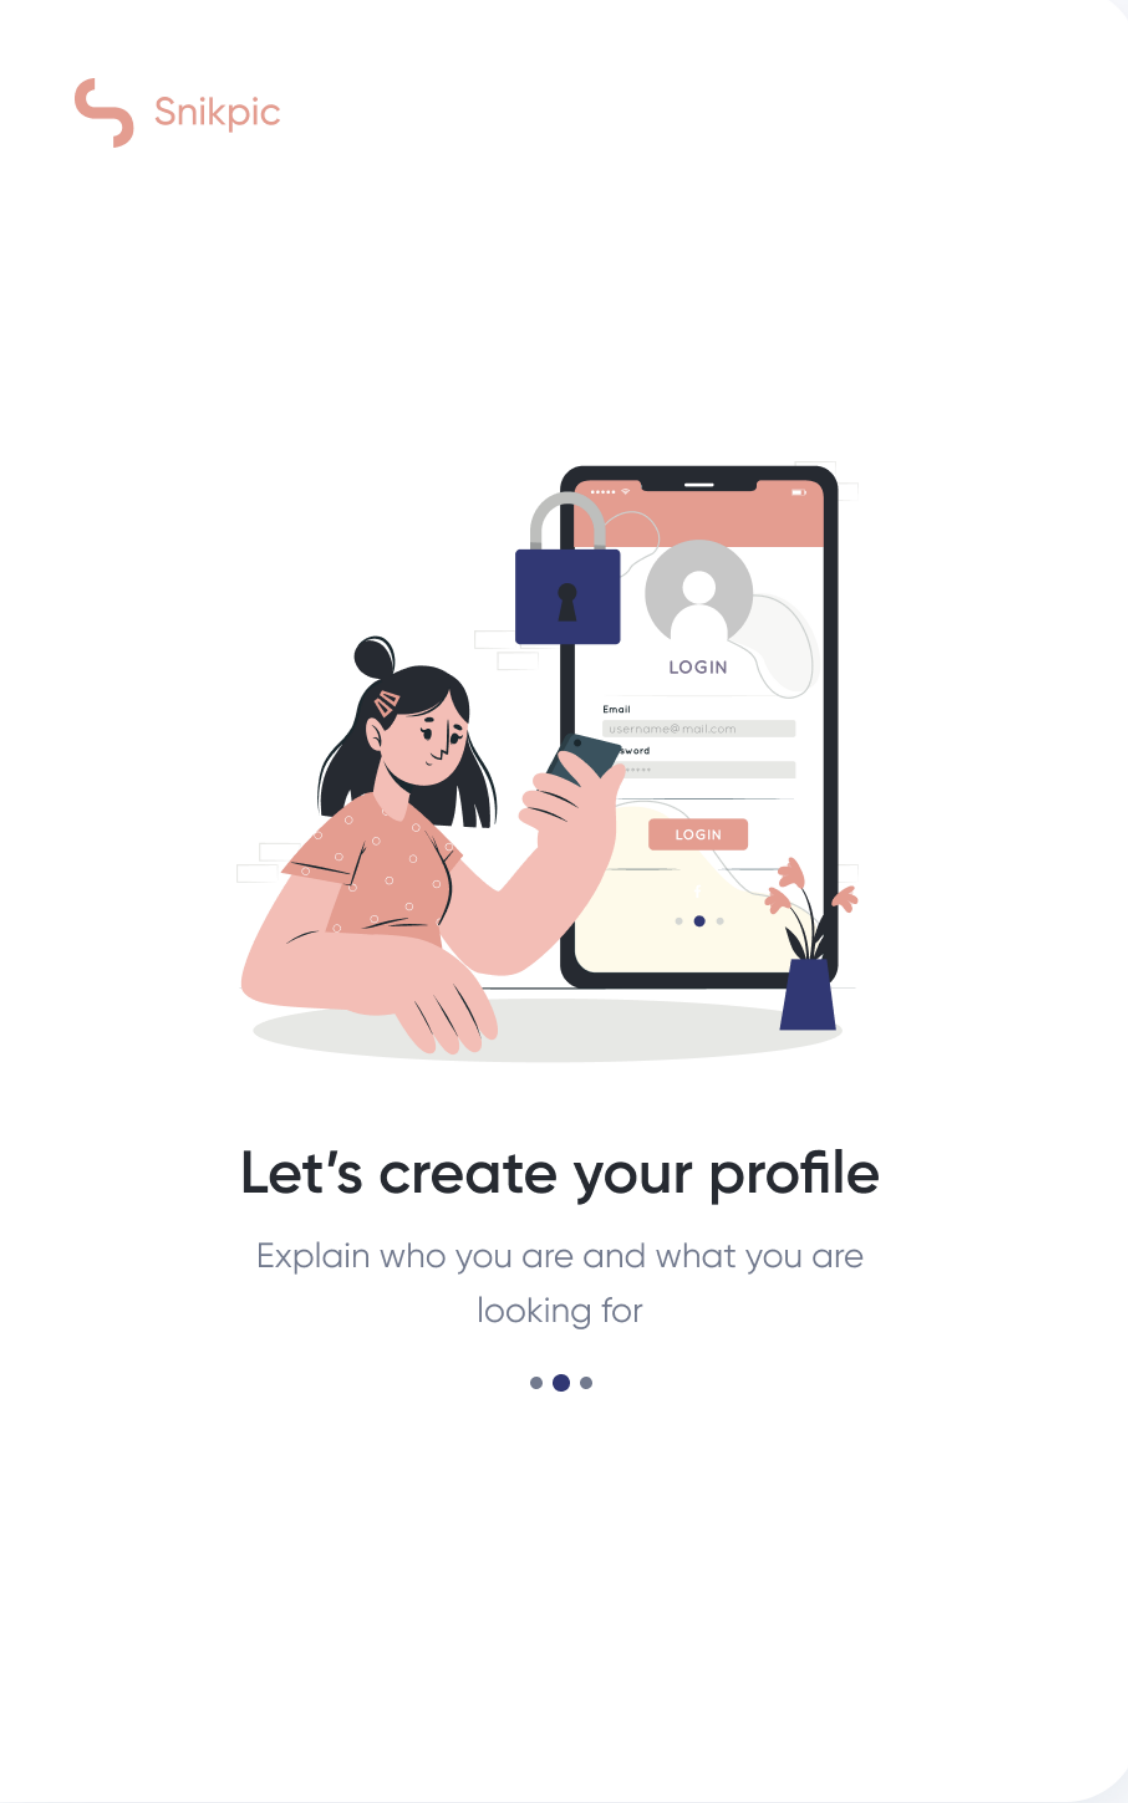 Snikpic
LOGIN
Email
username@mail.com
sword
LOGIN
Let’s create your profile
Explain who you are and what you are
looking for